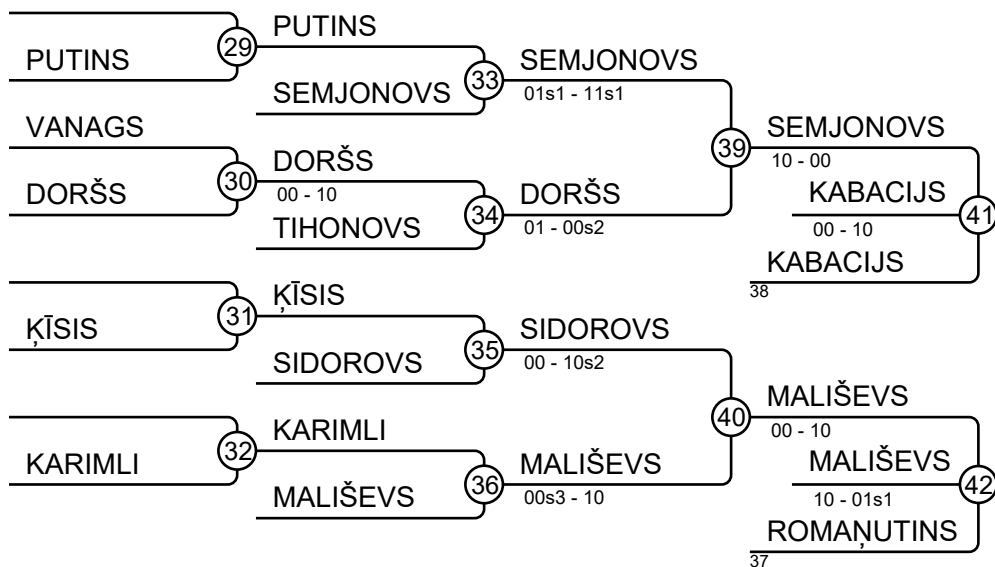 PUTINS
29
PUTINS
SEMJONOVS
33
SEMJONOVS
01s1 - 11s1
VANAGS
DORŠS
30
DORŠS
00 - 10
TIHONOVS
34
DORŠS
01 - 00s2
39
SEMJONOVS
10 - 00
KABACIJS
00 - 10
41
KABACIJS
38
ĶĪSIS
31
ĶĪSIS
SIDOROVS
35
SIDOROVS
00 - 10s2
KARIMLI
32
KARIMLI
MALIŠEVS
36
MALIŠEVS
00s3 - 10
40
MALIŠEVS
00 - 10
MALIŠEVS
10 - 01s1
42
ROMAŅUTINS
37